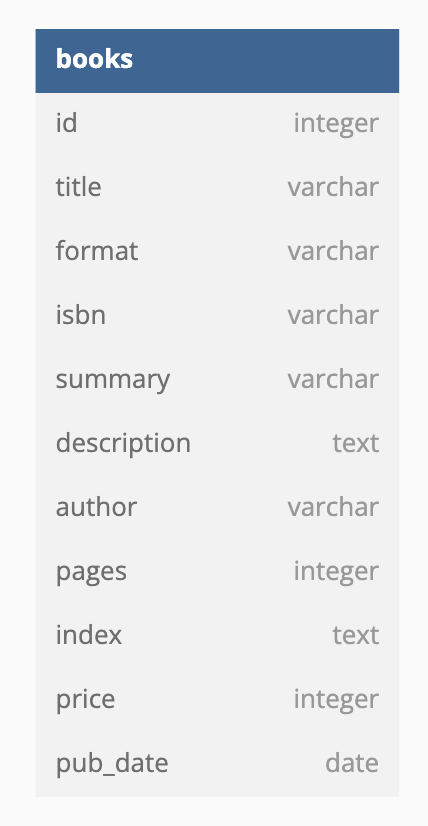 books
id integer
title varchar
format varchar
isbn varchar
summary varchar
description text
author varchar
pages integer
index text
price integer
pub_date date